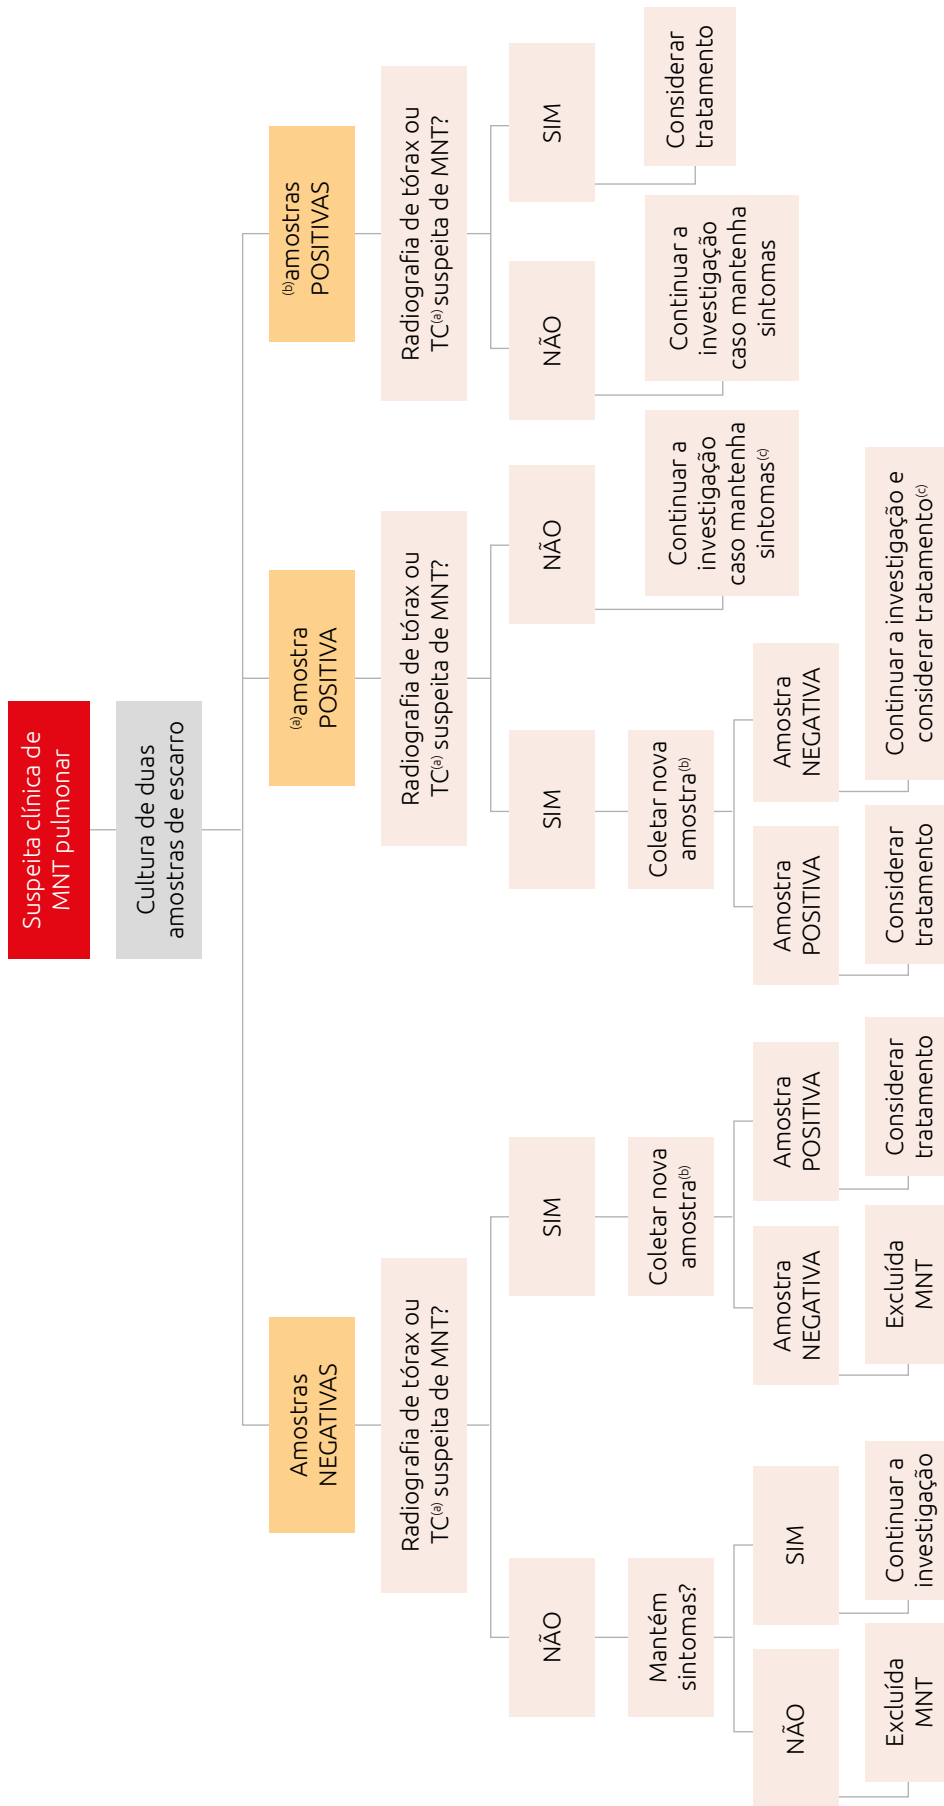 Suspeita clínica de
MNT pulmonar
Cultura de duas
amostras de escarro
Amostras
NEGATIVAS
(a)amostra
POSITIVA
(b)amostras
POSITIVAS
Radiografia de tórax ou
TC(a) suspeita de MNT?
Radiografia de tórax ou
TC(a) suspeita de MNT?
Radiografia de tórax ou
TC(a) suspeita de MNT?
NÃO
SIM
SIM
NÃO
NÃO
SIM
Mantém
sintomas?
Coletar nova
amostra(b)
Coletar nova
amostra(b)
Continuar a
investigação
caso mantenha
sintomas(c)
Continuar a
investigação
caso mantenha
sintomas
Considerar
tratamento
NÃO
SIM
Amostra
NEGATIVA
Amostra
POSITIVA
Amostra
POSITIVA
Amostra
NEGATIVA
Excluída
MNT
Continuar a
investigação
Excluída
MNT
Considerar
tratamento
Considerar
tratamento
Continuar a investigação e
considerar tratamento(c)